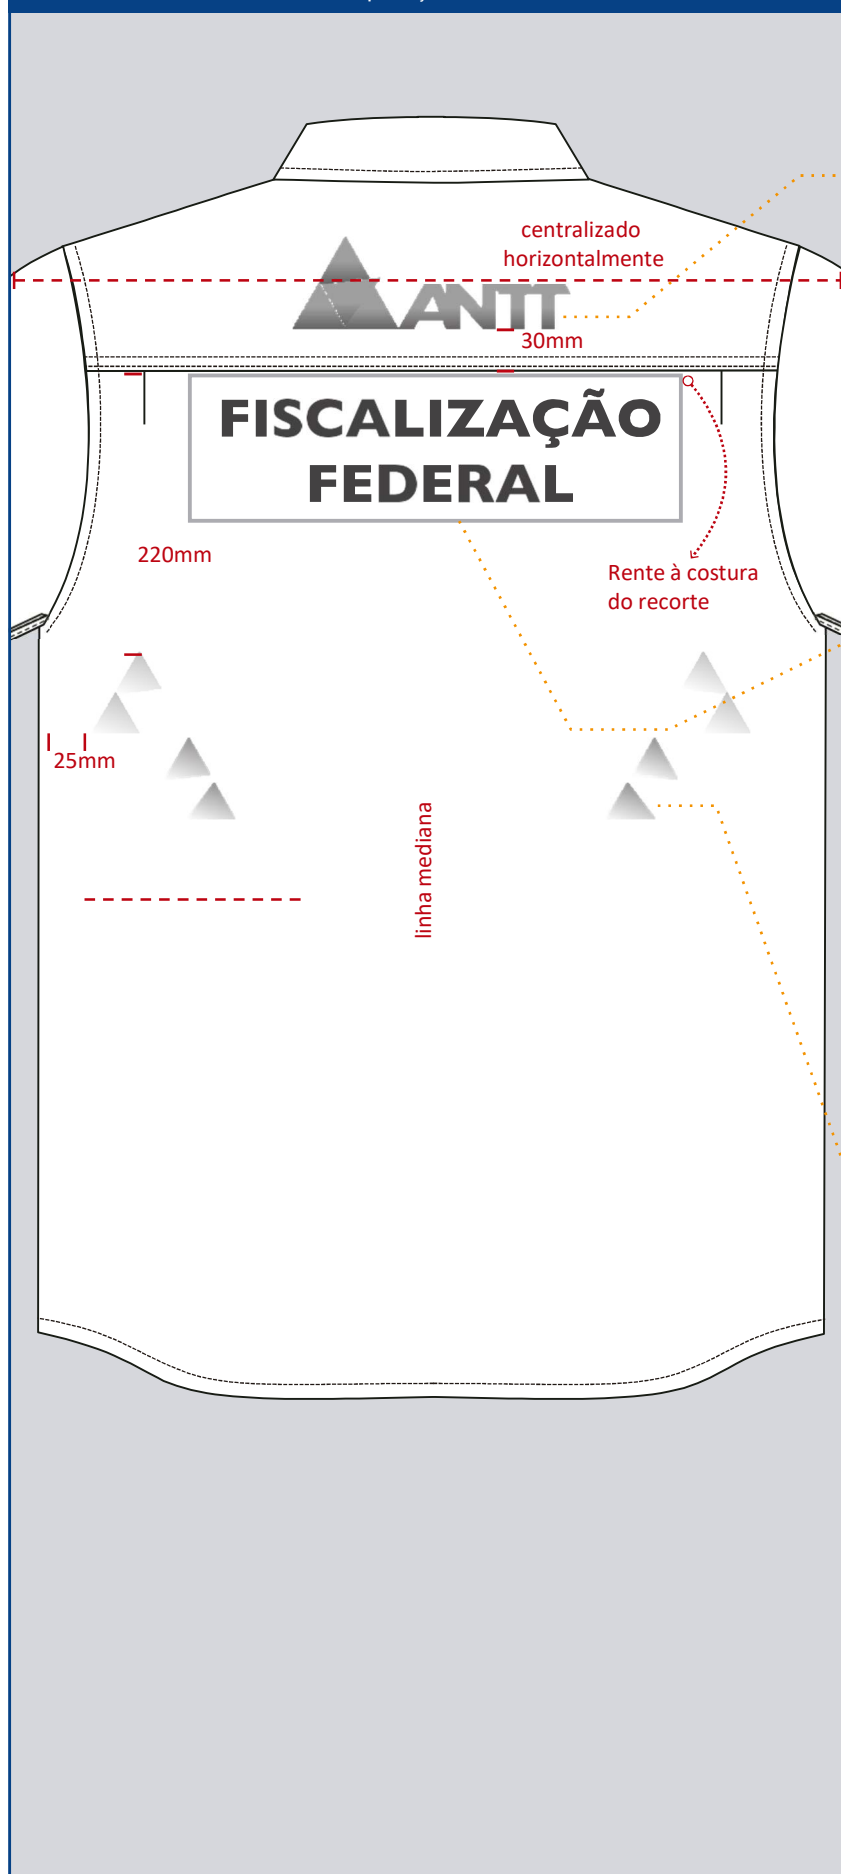 centralizado
horizontalmente
ANTT
30mm
FISCALIZAÇÃO
FEDERAL
220mm
Rente à costura
do recorte
25mm
linha mediana